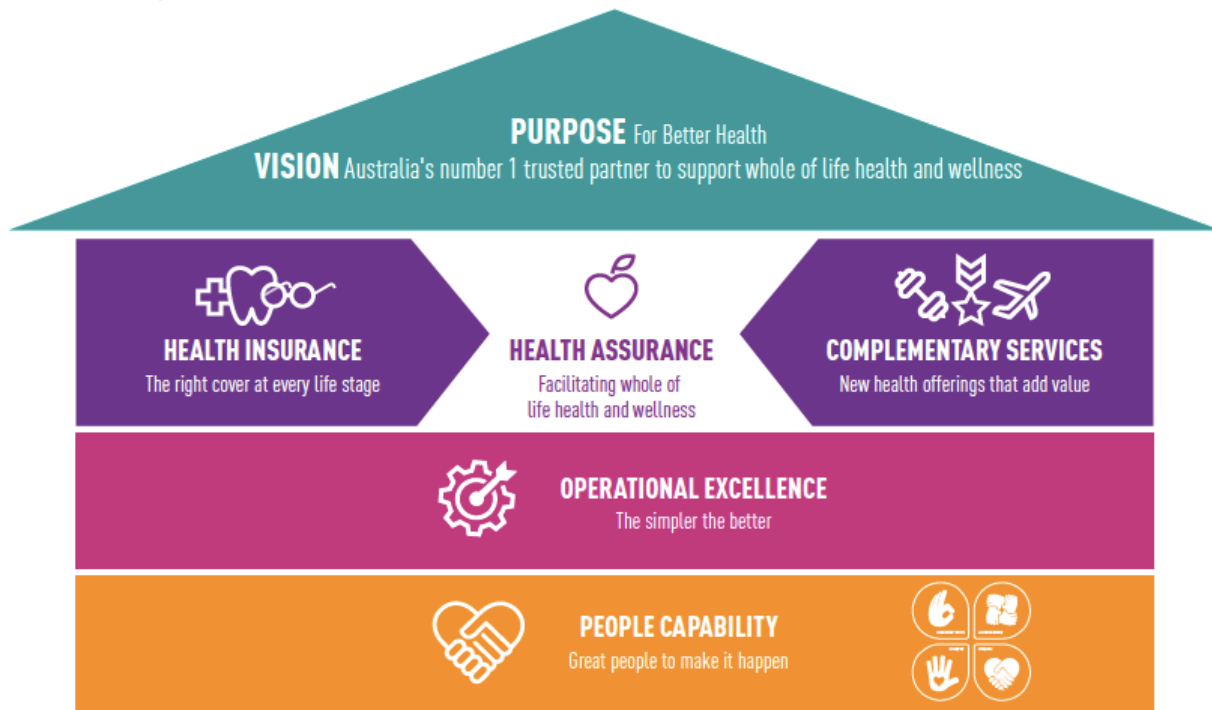 PURPOSE For Better Health
VISION Australia's number 1 trusted partner to support whole of life health and wellness
HEALTH INSURANCE
The right cover at every life stage
HEALTH ASSURANCE
Facilitating whole of
life health and wellness
COMPLEMENTARY SERVICES
New health offerings that add value
OPERATIONAL EXCELLENCE
The simpler the better
PEOPLE CAPABILITY
Great people to make it happen